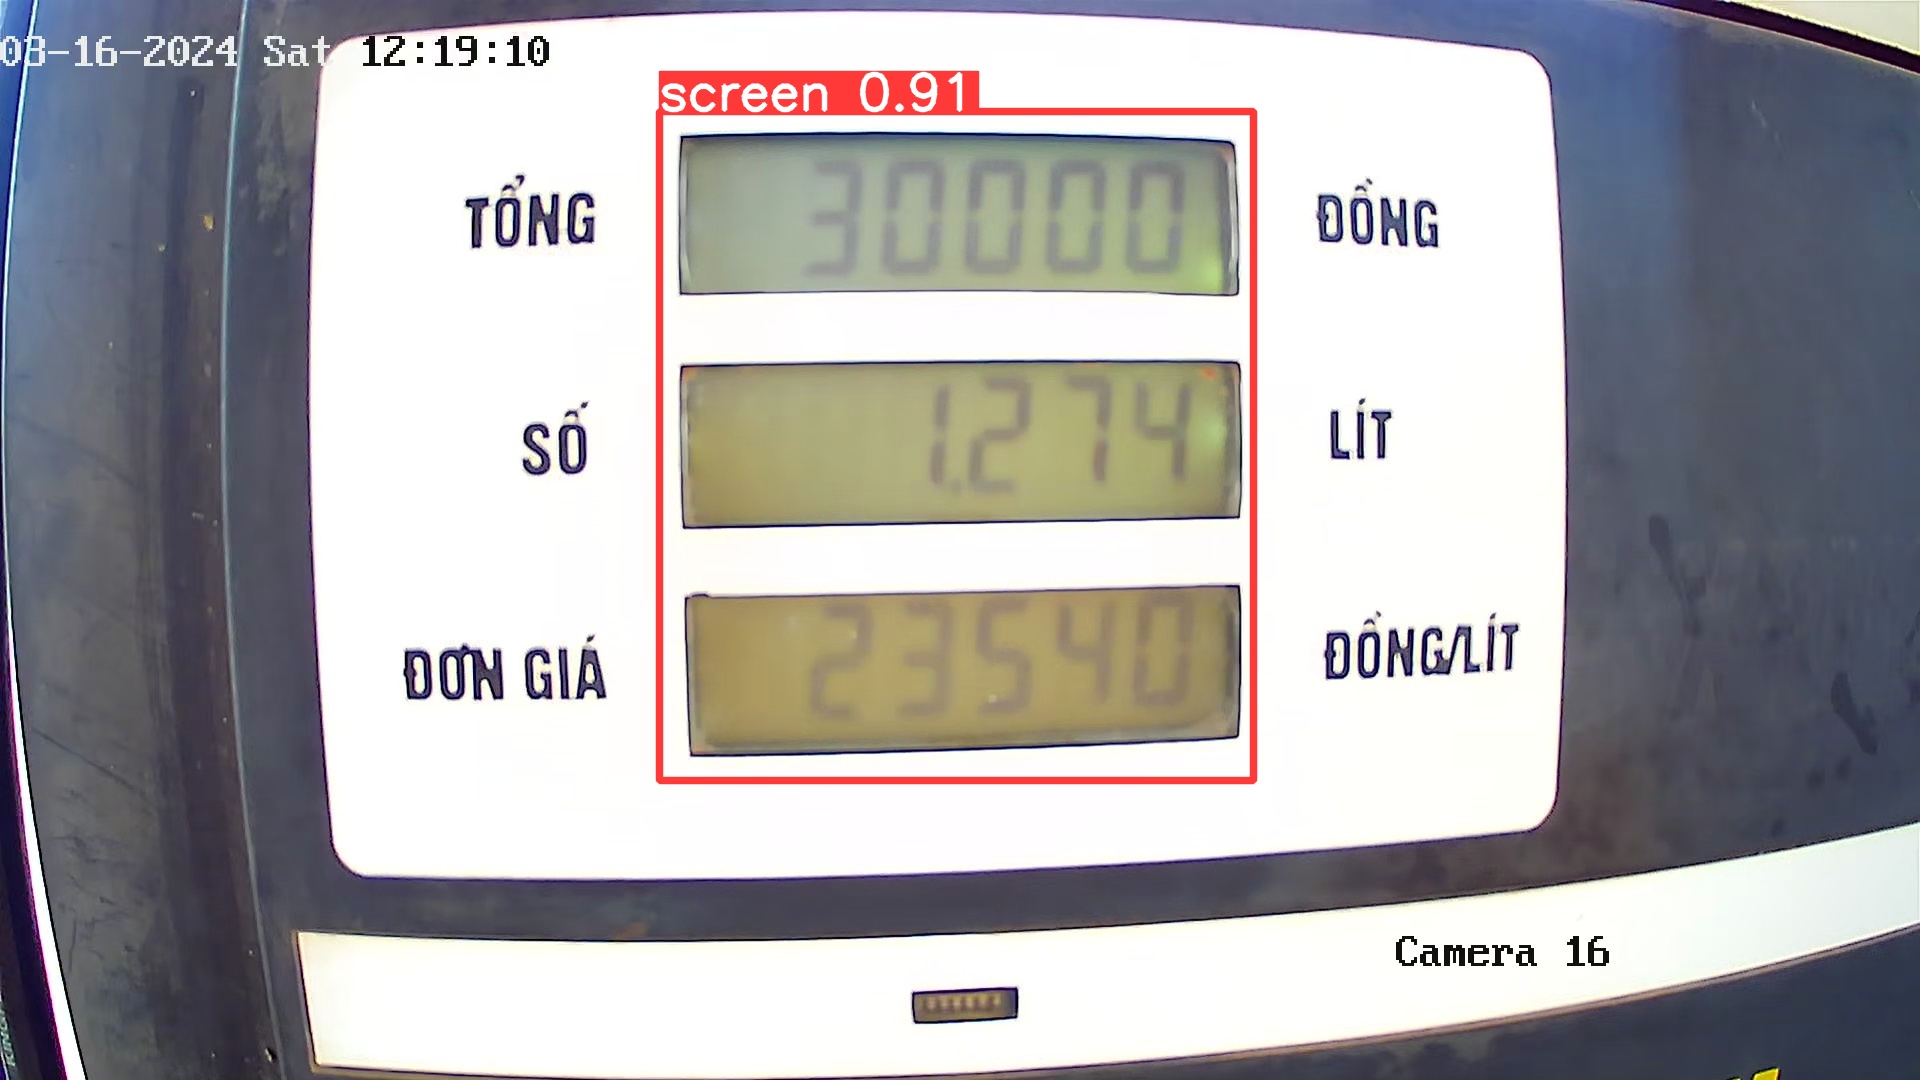 08-16-2024 Sat 12:19:10
screen 0.91
TỔNG 30000 ĐỒNG
SỐ 1.274 LÍT
ĐƠN GIÁ 23540 ĐỒNG/LÍT
Camera 16